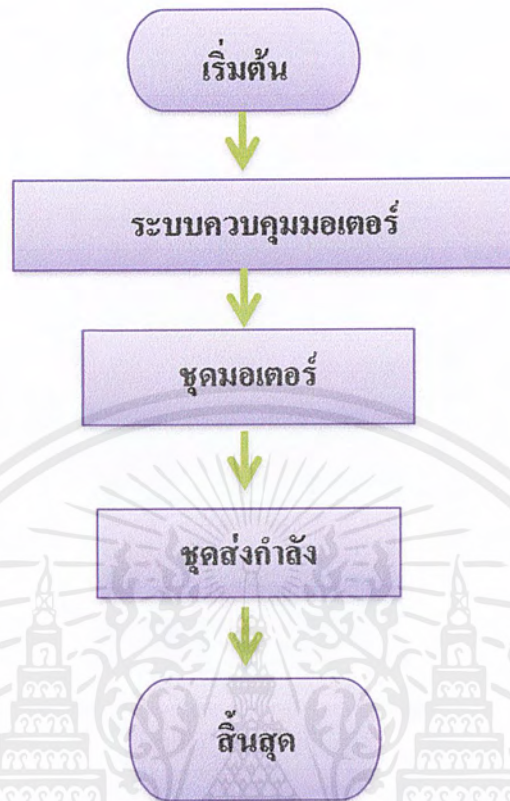 เริ่มต้น
ระบบควบคุมมอเตอร์
ชุดมอเตอร์
ชุดส่งกำลัง
สิ้นสุด